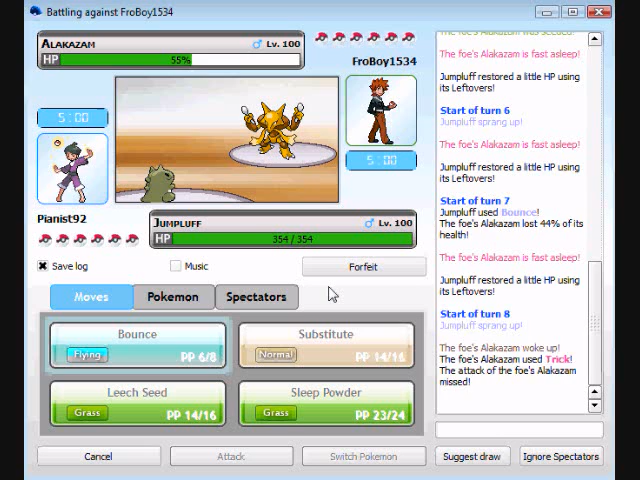 Battling against FroBoy1534
ALAKAZAM ♂ Lv. 100
HP 55%
FroBoy1534
5:00
5:00
Pianist92
JUMPLUFF ♂ Lv. 100
HP 354 / 354
Save log
Music
Forfeit
Moves
Pokemon
Spectators
Bounce
Flying PP 6/8
Substitute
Normal PP 14/16
Leech Seed
Grass PP 14/16
Sleep Powder
Grass PP 23/24
Cancel
Attack
Switch Pokemon
The foe's Alakazam is fast asleep!
Jumpluff restored a little HP using
its Leftovers!
Start of turn 6
Jumpluff sprang up!
The foe's Alakazam is fast asleep!
Jumpluff restored a little HP using
its Leftovers!
Start of turn 7
Jumpluff used Bounce!
The foe's Alakazam lost 44% of its
health!
The foe's Alakazam is fast asleep!
Jumpluff restored a little HP using
its Leftovers!
Start of turn 8
Jumpluff sprang up!
The foe's Alakazam woke up!
The foe's Alakazam used Trick!
The attack of the foe's Alakazam
missed!
Suggest draw
Ignore Spectators